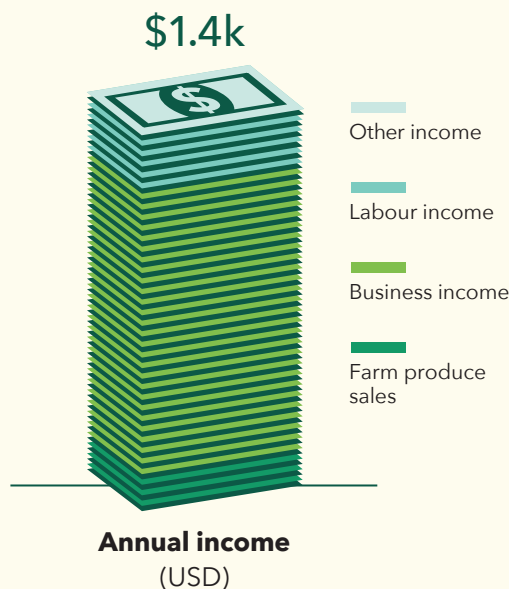 $1.4k
$
Other income
Labour income
Business income
Farm produce
sales
Annual income
(USD)